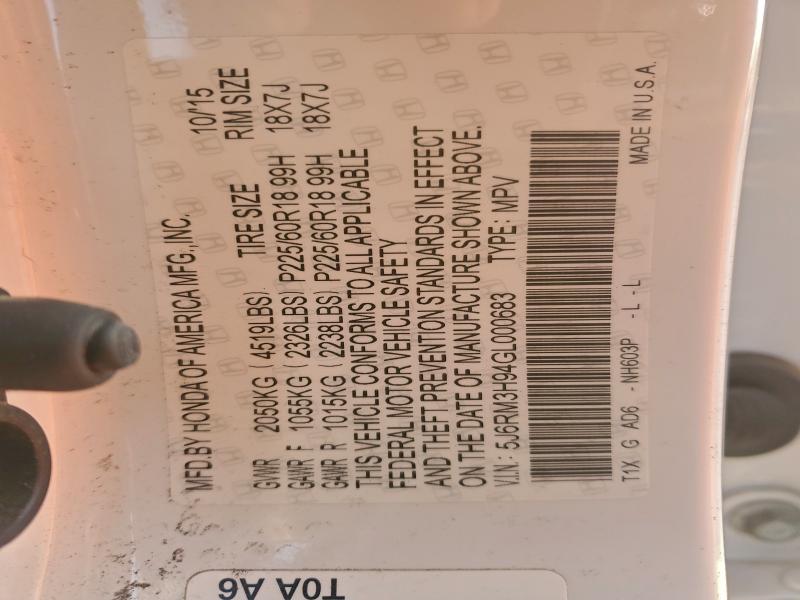 MFD.BY HONDA OF AMERICA MFG.,INC. 10/15
GVWR 2050KG (4519LBS) TIRE SIZE RIM SIZE
GAWR F 1055KG (2326LBS) P225/60R18 99H 18X7J
GAWR R 1015KG (2238LBS) P225/60R18 99H 18X7J
THIS VEHICLE CONFORMS TO ALL APPLICABLE
FEDERAL MOTOR VEHICLE SAFETY
AND THEFT PREVENTION STANDARDS IN EFFECT
ON THE DATE OF MANUFACTURE SHOWN ABOVE.
V.I.N.: 5J6RM3H94GL000683 TYPE: MPV
T1X G AD6 -NH603P -L -L MADE IN U.S.A.
T0A A6